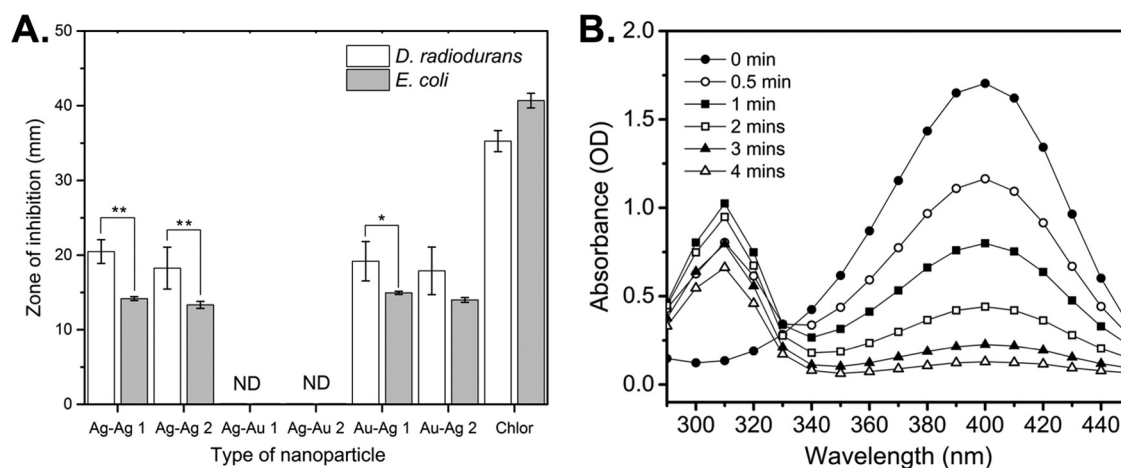 A.
Zone of inhibition (mm)
50
40
30
20
10
0
D. radiodurans
E. coli
**
**
ND
ND
*
Ag-Ag 1 Ag-Ag 2 Ag-Au 1 Ag-Au 2 Au-Ag 1 Au-Ag 2 Chlor
Type of nanoparticle
B.
Absorbance (OD)
2.0
1.5
1.0
0.5
0.0
0 min
0.5 min
1 min
2 mins
3 mins
4 mins
300 320 340 360 380 400 420 440
Wavelength (nm)